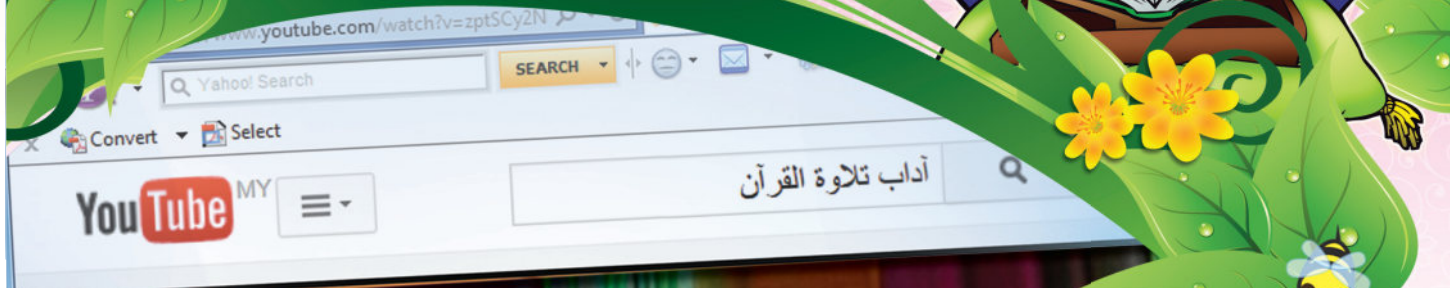 www.youtube.com/watch?v=zptSCy2N
Yahoo! Search
SEARCH
Convert Select
YouTube MY
آداب تلاوة القرآن